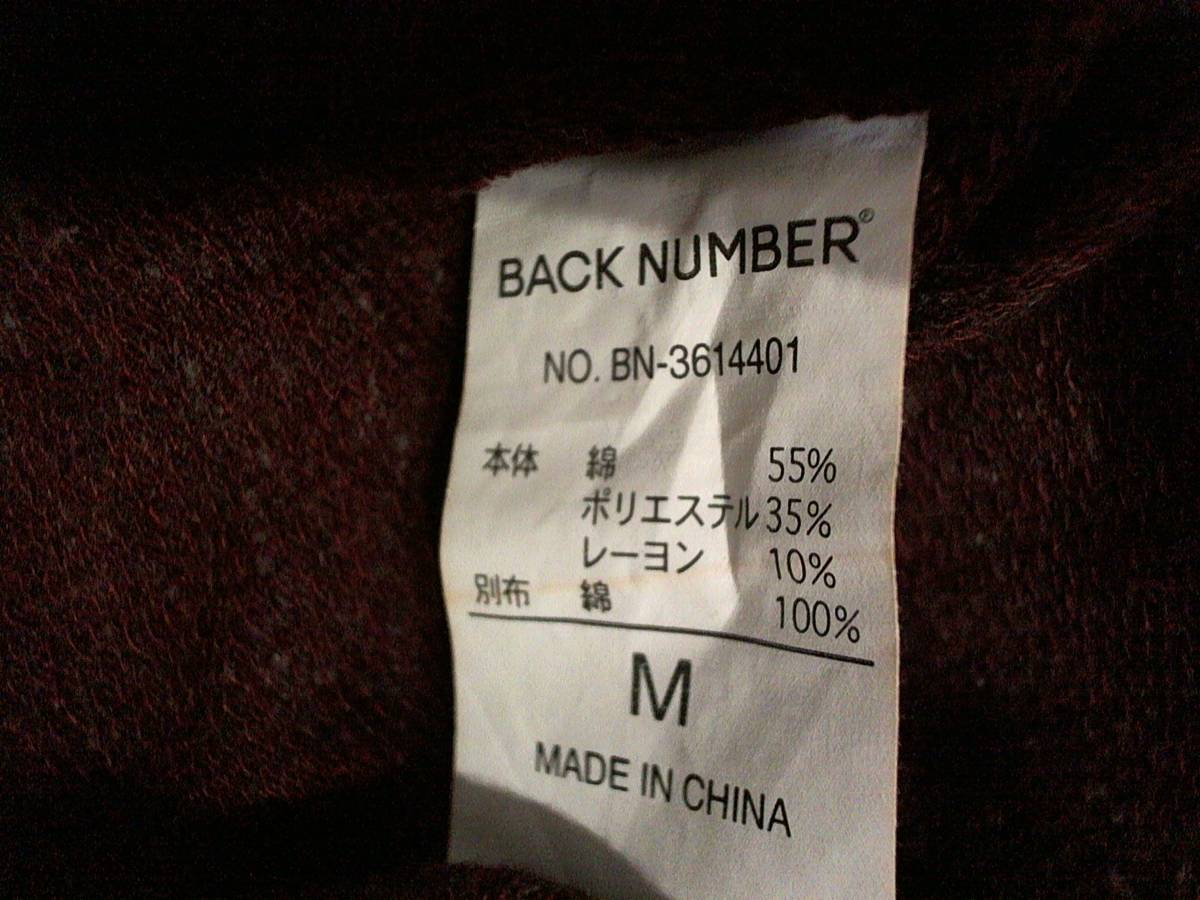 BACK NUMBER®
NO. BN-3614401
本体 綿 55%
ポリエステル 35%
レーヨン 10%
別布 綿 100%
M
MADE IN CHINA